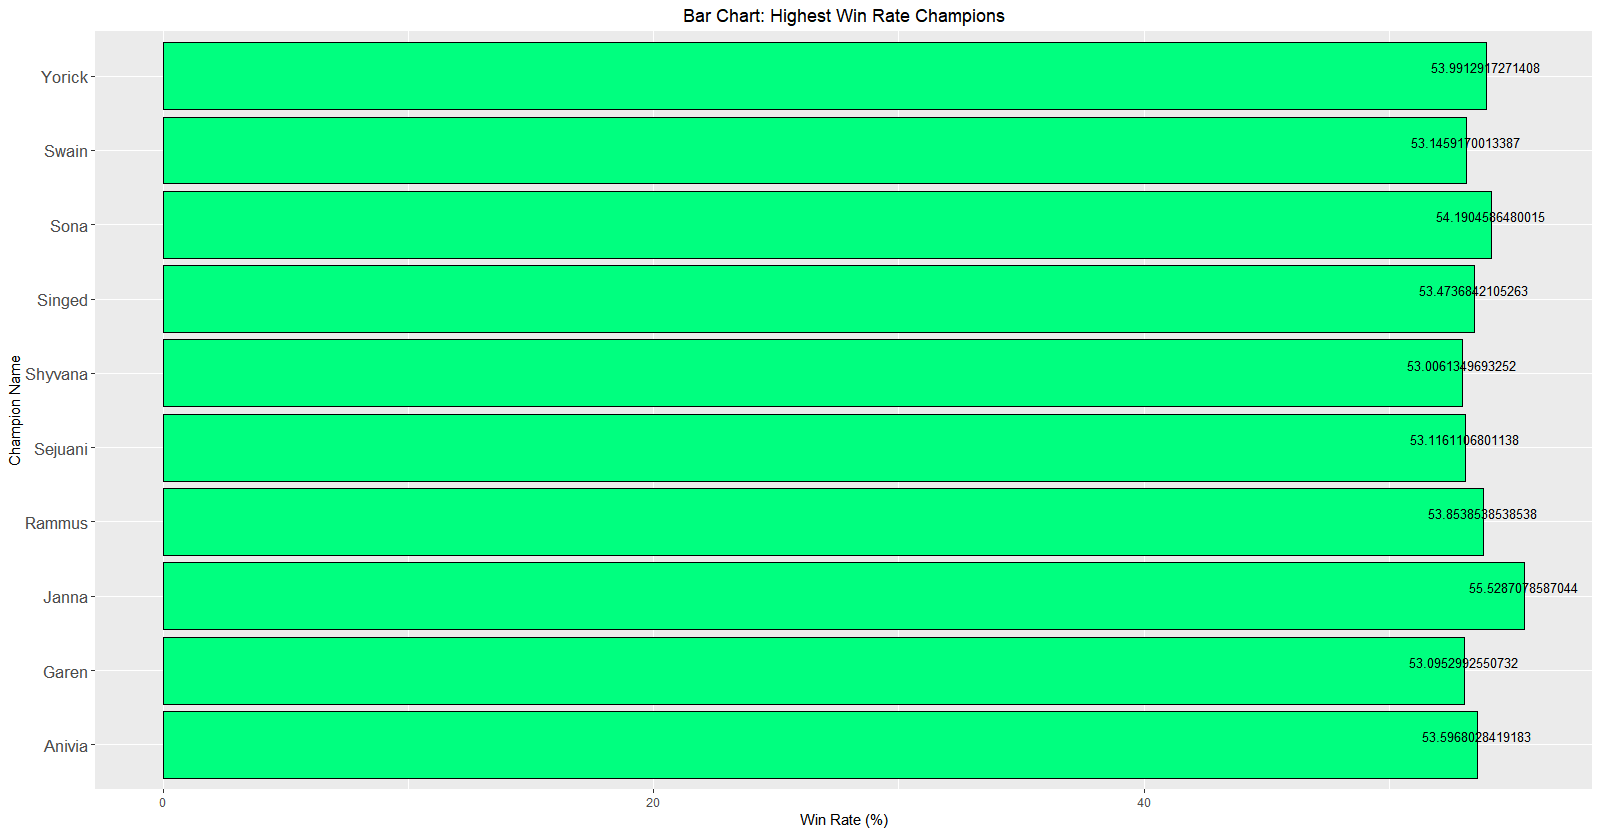 Bar Chart: Highest Win Rate Champions
Champion Name
Yorick 53.9912917271408
Swain 53.1459170013387
Sona 54.1904586480015
Singed 53.4736842105263
Shyvana 53.0061349693252
Sejuani 53.1161106801138
Rammus 53.8538538538538
Janna 55.5287078587044
Garen 53.0952992550732
Anivia 53.5968028419183
0 20 40
Win Rate (%)